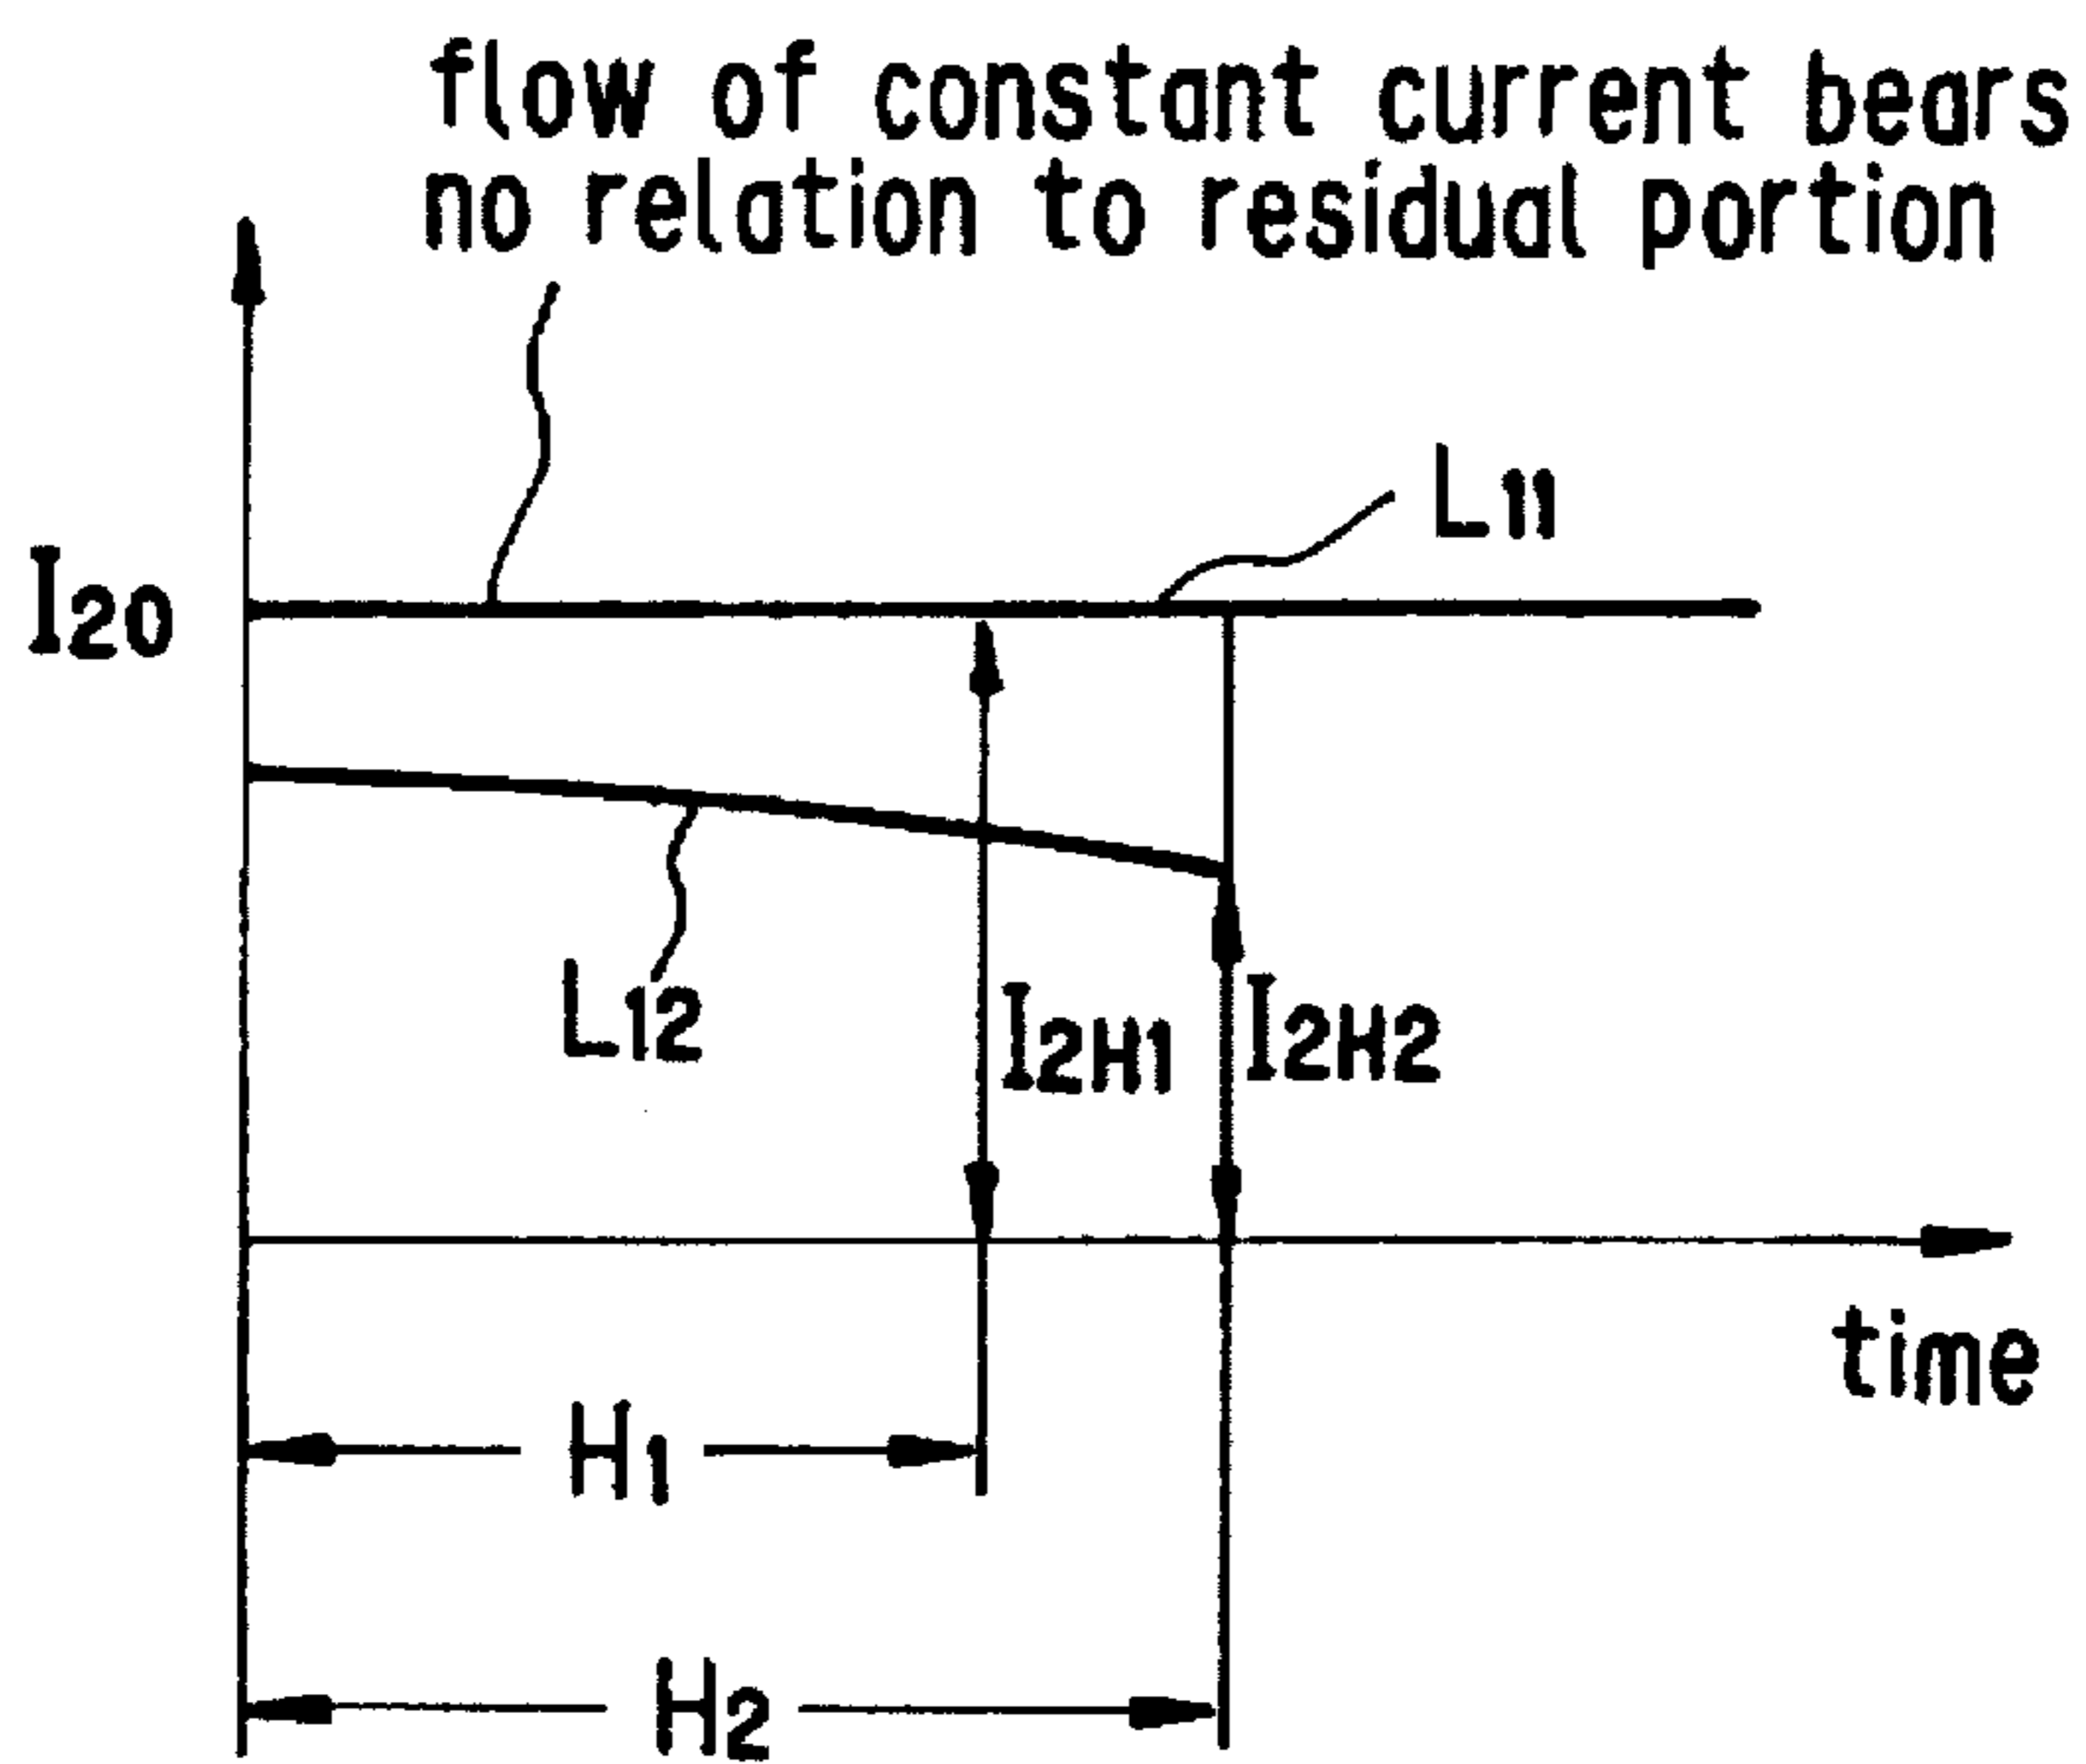 flow of constant current bears
no relation to residual portion
L11
I20
L12
I2H1
I2H2
time
H1
H2